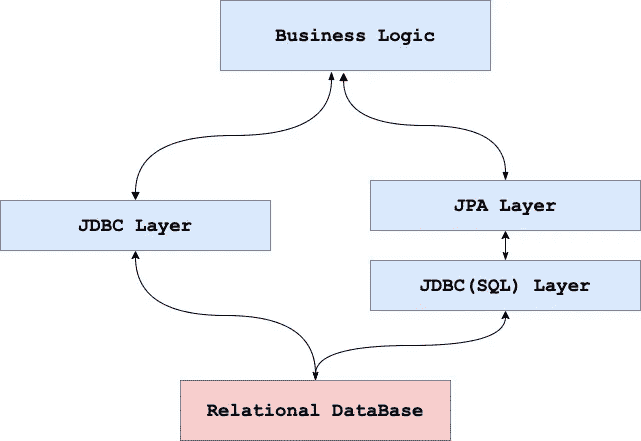 Business Logic
JDBC Layer
JPA Layer
JDBC(SQL) Layer
Relational DataBase